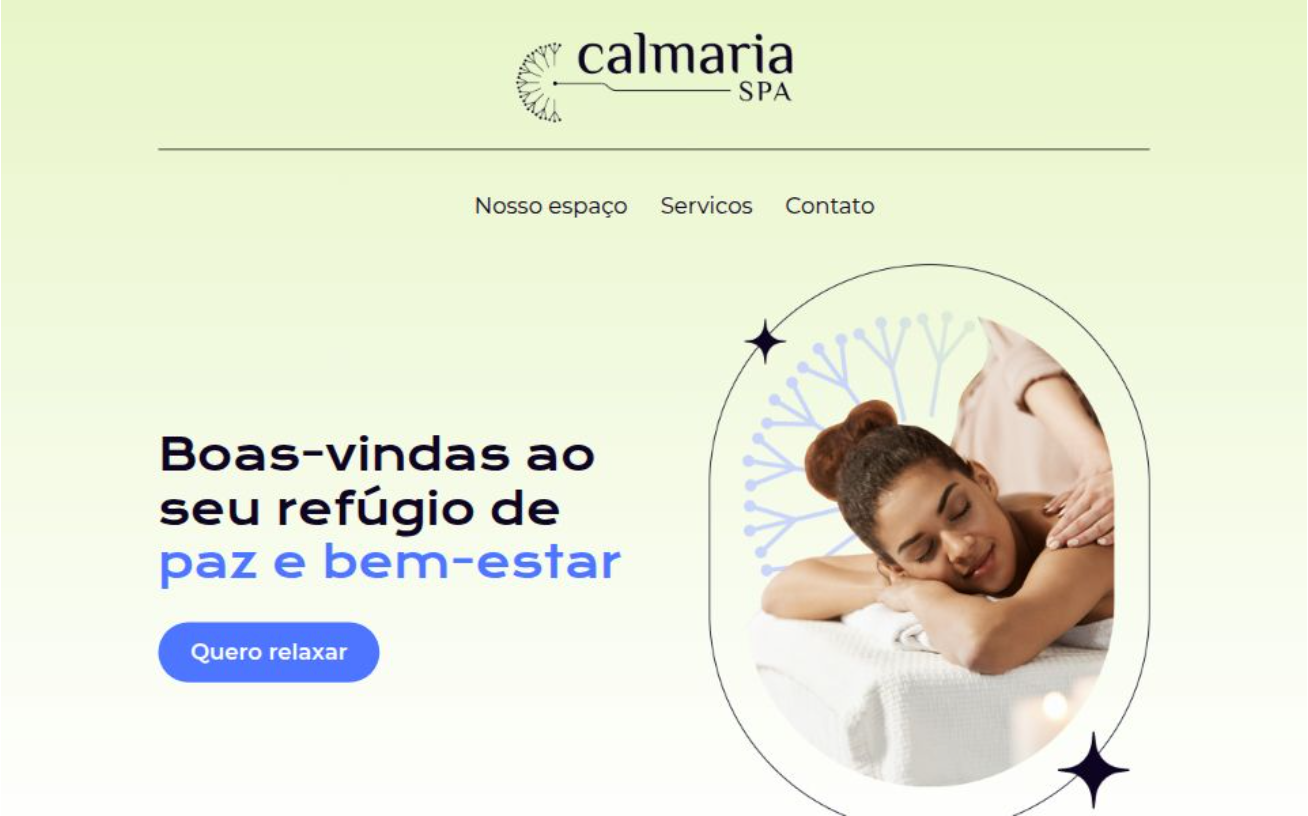 calmaria
SPA
Nosso espaço Servicos Contato
Boas-vindas ao
seu refúgio de
paz e bem-estar
Quero relaxar